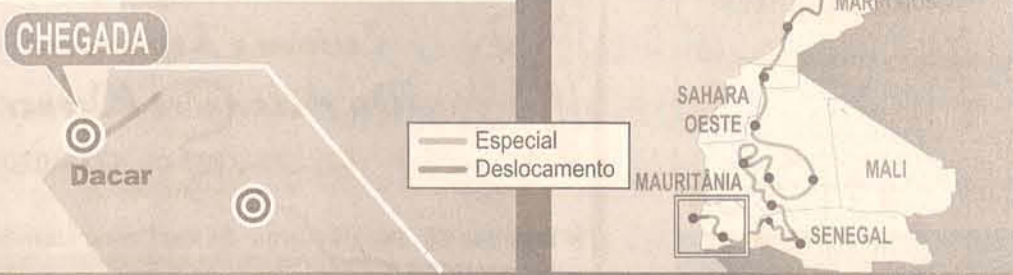 CHEGADA
Dacar
Especial
Deslocamento
SAHARA
OESTE
MALI
MAURITÂNIA
SENEGAL